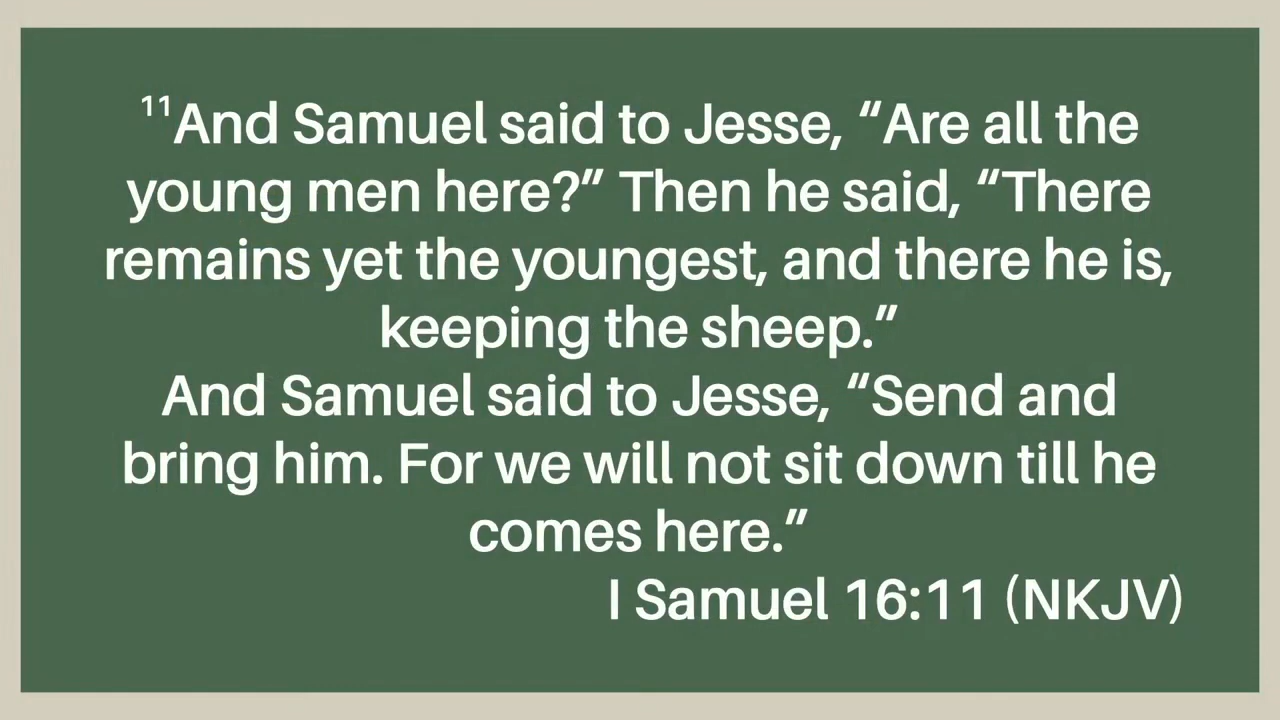 ¹¹And Samuel said to Jesse, “Are all the
young men here?” Then he said, “There
remains yet the youngest, and there he is,
keeping the sheep.”
And Samuel said to Jesse, “Send and
bring him. For we will not sit down till he
comes here.”
I Samuel 16:11 (NKJV)